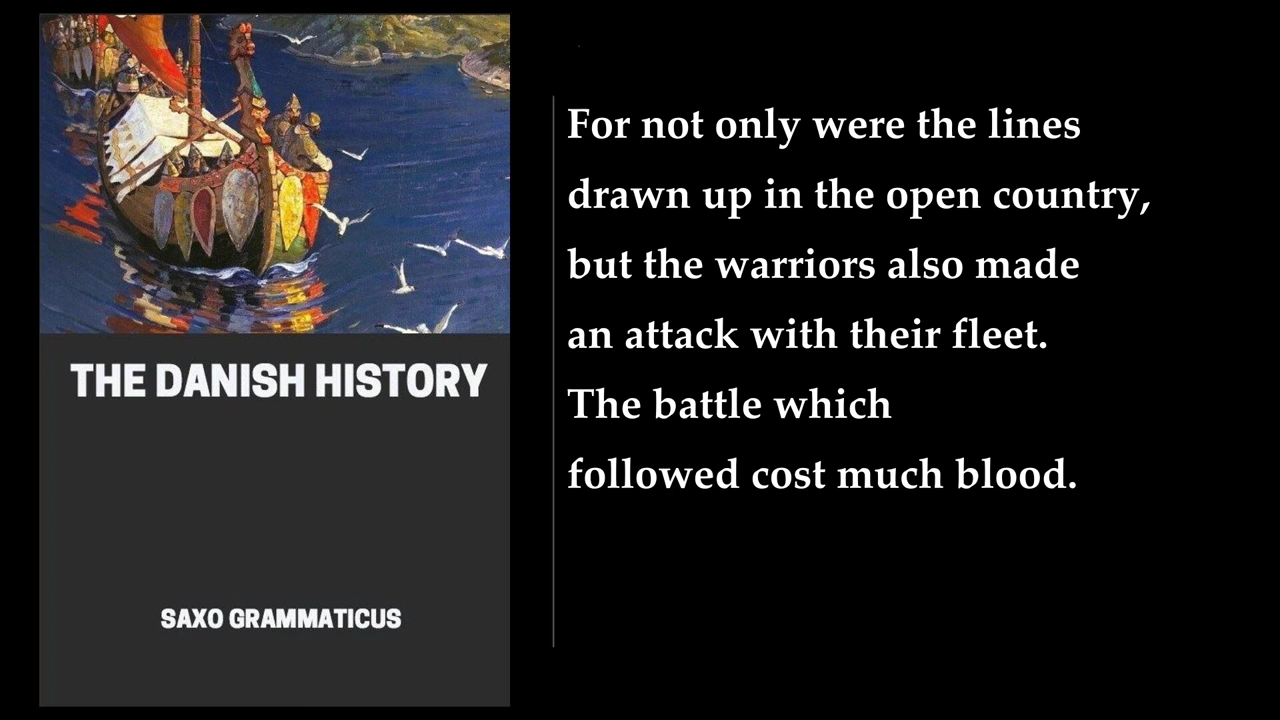 THE DANISH HISTORY
SAXO GRAMMATICUS
For not only were the lines
drawn up in the open country,
but the warriors also made
an attack with their fleet.
The battle which
followed cost much blood.